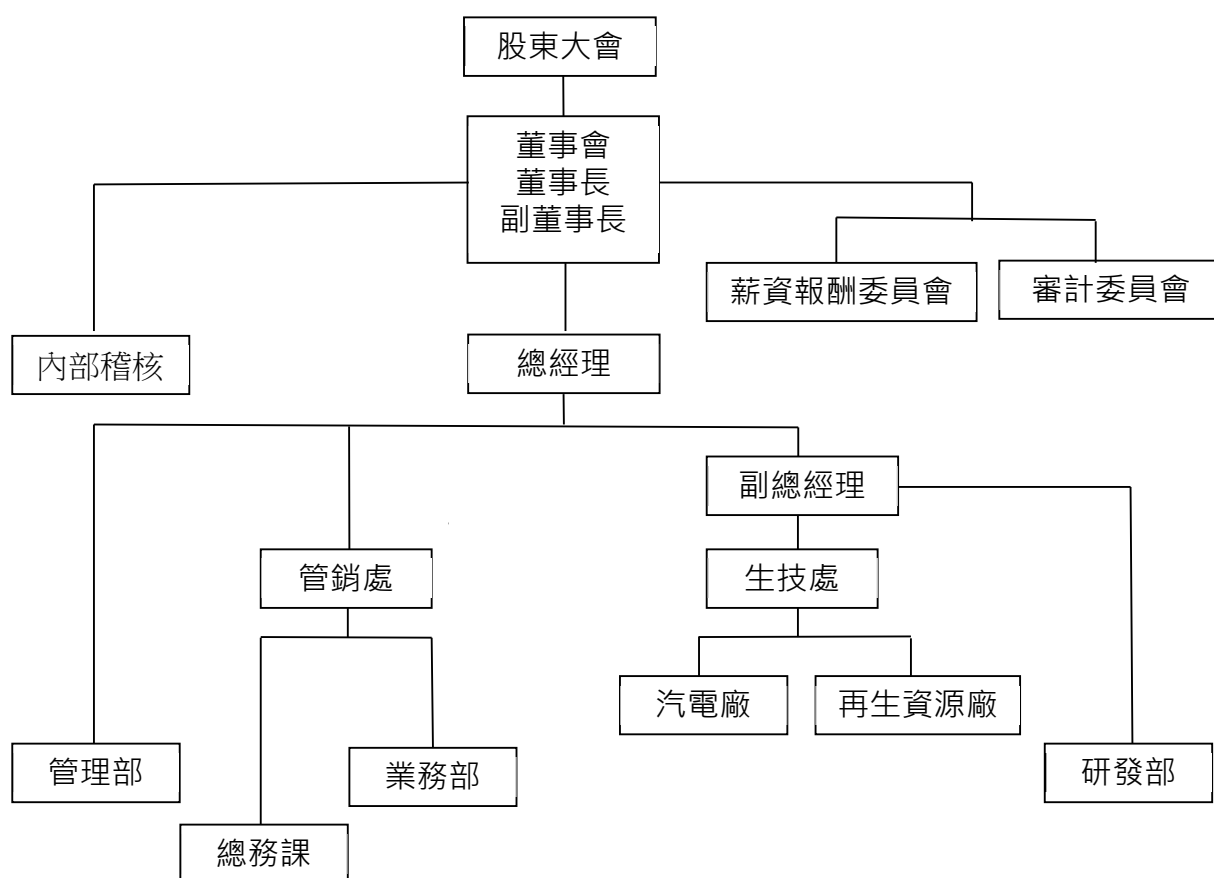 股東大會
董事會
董事長
副董事長
薪資報酬委員會
審計委員會
內部稽核
總經理
副總經理
管銷處
生技處
汽電廠
再生資源廠
管理部
業務部
研發部
總務課